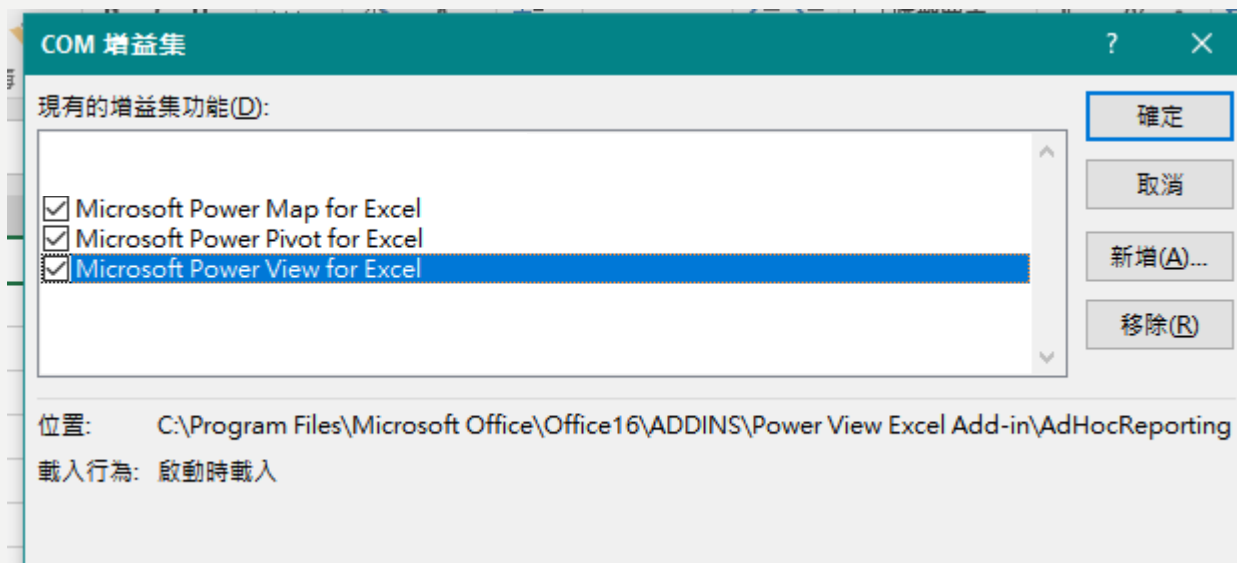 COM 增益集
現有的增益集功能(D):
Microsoft Power Map for Excel
Microsoft Power Pivot for Excel
Microsoft Power View for Excel
確定
取消
新增(A)...
移除(R)
位置: C:\Program Files\Microsoft Office\Office16\ADDINS\Power View Excel Add-in\AdHocReporting
載入行為: 啟動時載入